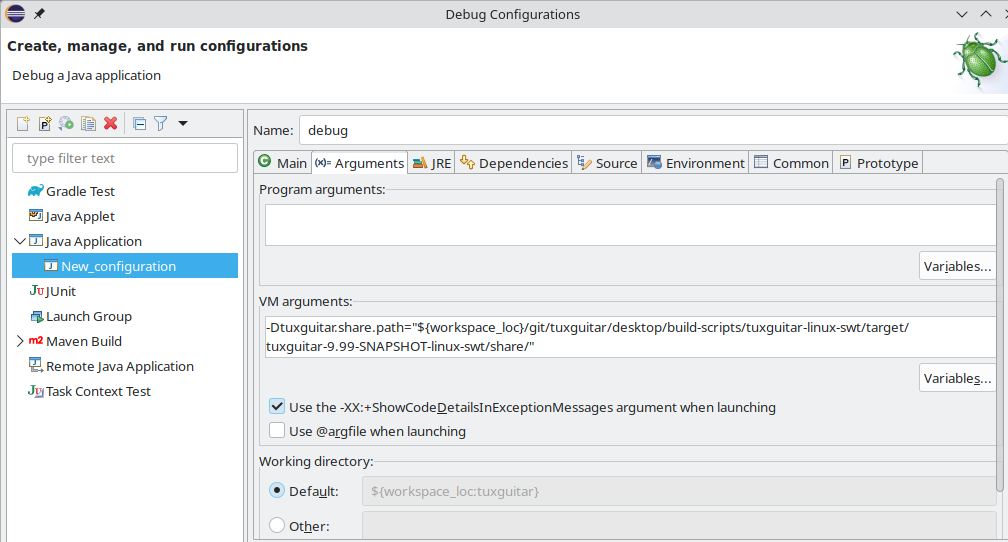 Debug Configurations
Create, manage, and run configurations
Debug a Java application
Name: debug
type filter text
Main (x)= Arguments JRE Dependencies Source Environment Common P Prototype
Gradle Test
Java Applet
Java Application
New_configuration
JUnit
Launch Group
m2 Maven Build
Remote Java Application
Task Context Test
Program arguments:
Variables...
VM arguments:
-Dtuxguitar.share.path="${workspace_loc}/git/tuxguitar/desktop/build-scripts/tuxguitar-linux-swt/target/
tuxguitar-9.99-SNAPSHOT-linux-swt/share/"
Variables...
Use the -XX:+ShowCodeDetailsInExceptionMessages argument when launching
Use @argfile when launching
Working directory:
Default: ${workspace_loc:tuxguitar}
Other: